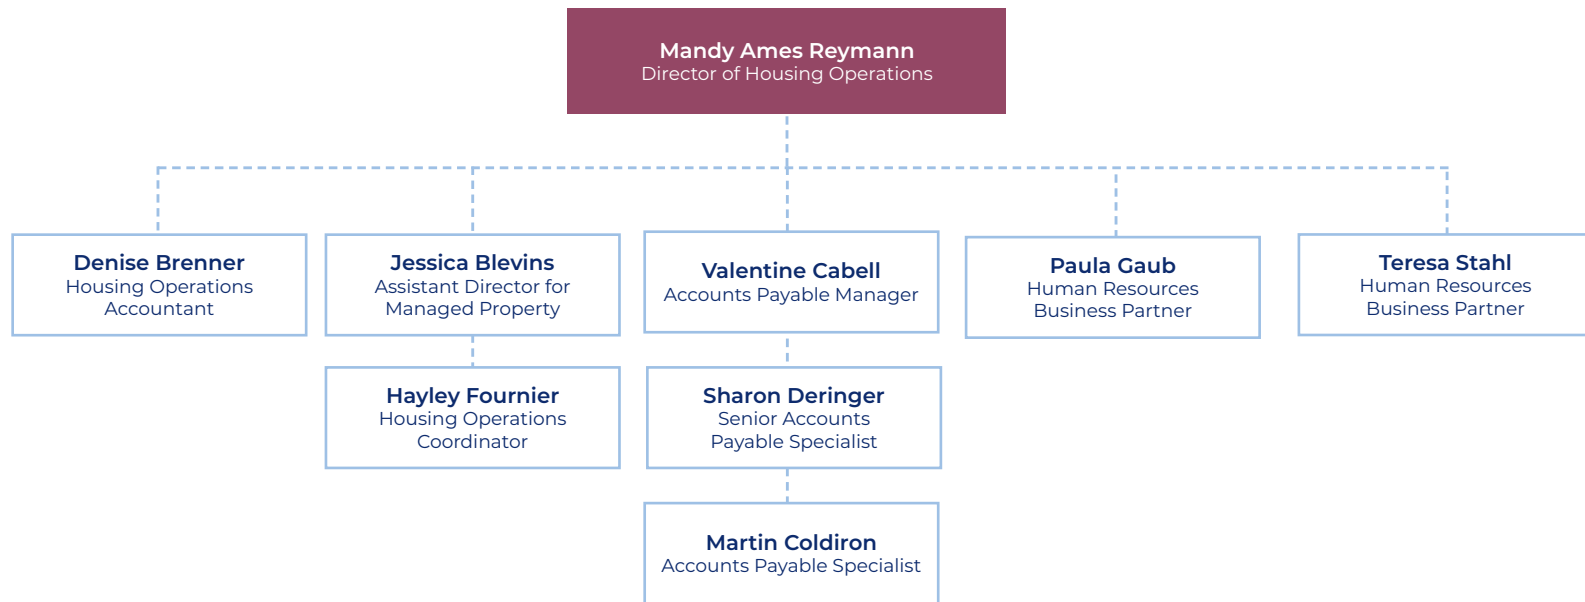 Mandy Ames Reymann
Director of Housing Operations
Denise Brenner
Housing Operations
Accountant
Jessica Blevins
Assistant Director for
Managed Property
Valentine Cabell
Accounts Payable Manager
Paula Gaub
Human Resources
Business Partner
Teresa Stahl
Human Resources
Business Partner
Hayley Fournier
Housing Operations
Coordinator
Sharon Deringer
Senior Accounts
Payable Specialist
Martin Coldiron
Accounts Payable Specialist